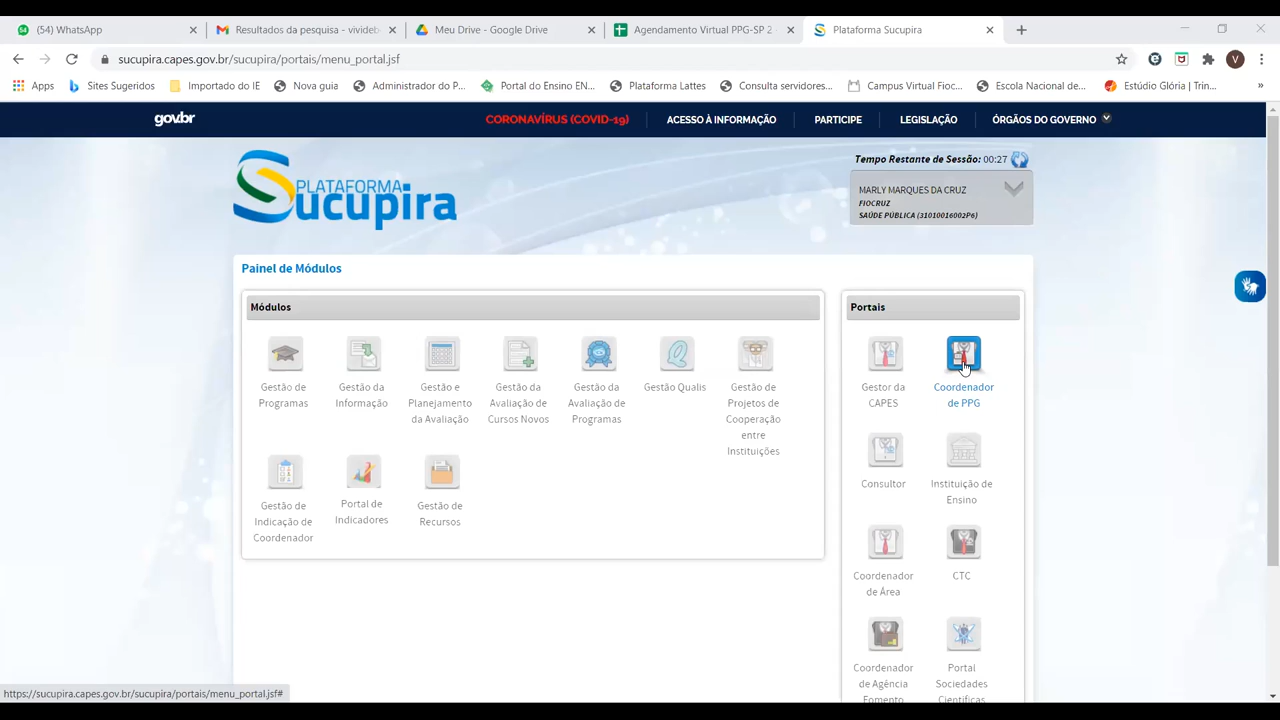 (54) WhatsApp
Resultados da pesquisa - vivideb
Meu Drive - Google Drive
Agendamento Virtual PPG-SP 2
Plataforma Sucupira
sucupira.capes.gov.br/sucupira/portais/menu_portal.jsf
V
Apps
Sites Sugeridos
Importado do IE
Nova guia
Administrador do P...
Portal do Ensino EN...
Plataforma Lattes
Consulta servidores...
Campus Virtual Fioc...
Escola Nacional de...
Estúdio Glória | Trin...
»
govbr
CORONAVÍRUS (COVID-19)
ACESSO À INFORMAÇÃO
PARTICIPE
LEGISLAÇÃO
ÓRGÃOS DO GOVERNO
Tempo Restante de Sessão: 00:27
PLATAFORMA
Sucupira
MARLY MARQUES DA CRUZ
FIOCRUZ
SAÚDE PÚBLICA (31010016002P6)
Painel de Módulos
Módulos
Gestão de
Programas
Gestão da
Informação
Gestão e
Planejamento
da Avaliação
Gestão da
Avaliação de
Cursos Novos
Gestão da
Avaliação de
Programas
Gestão Qualis
Gestão de
Projetos de
Cooperação
entre
Instituições
Gestão de
Indicação de
Coordenador
Portal de
Indicadores
Gestão de
Recursos
Portais
Gestor da
CAPES
Coordenador
de PPG
Consultor
Instituição de
Ensino
Coordenador
de Área
CTC
Coordenador
de Agência
Fomento
Portal
Sociedades
Científicas
https://sucupira.capes.gov.br/sucupira/portais/menu_portal.jsf#